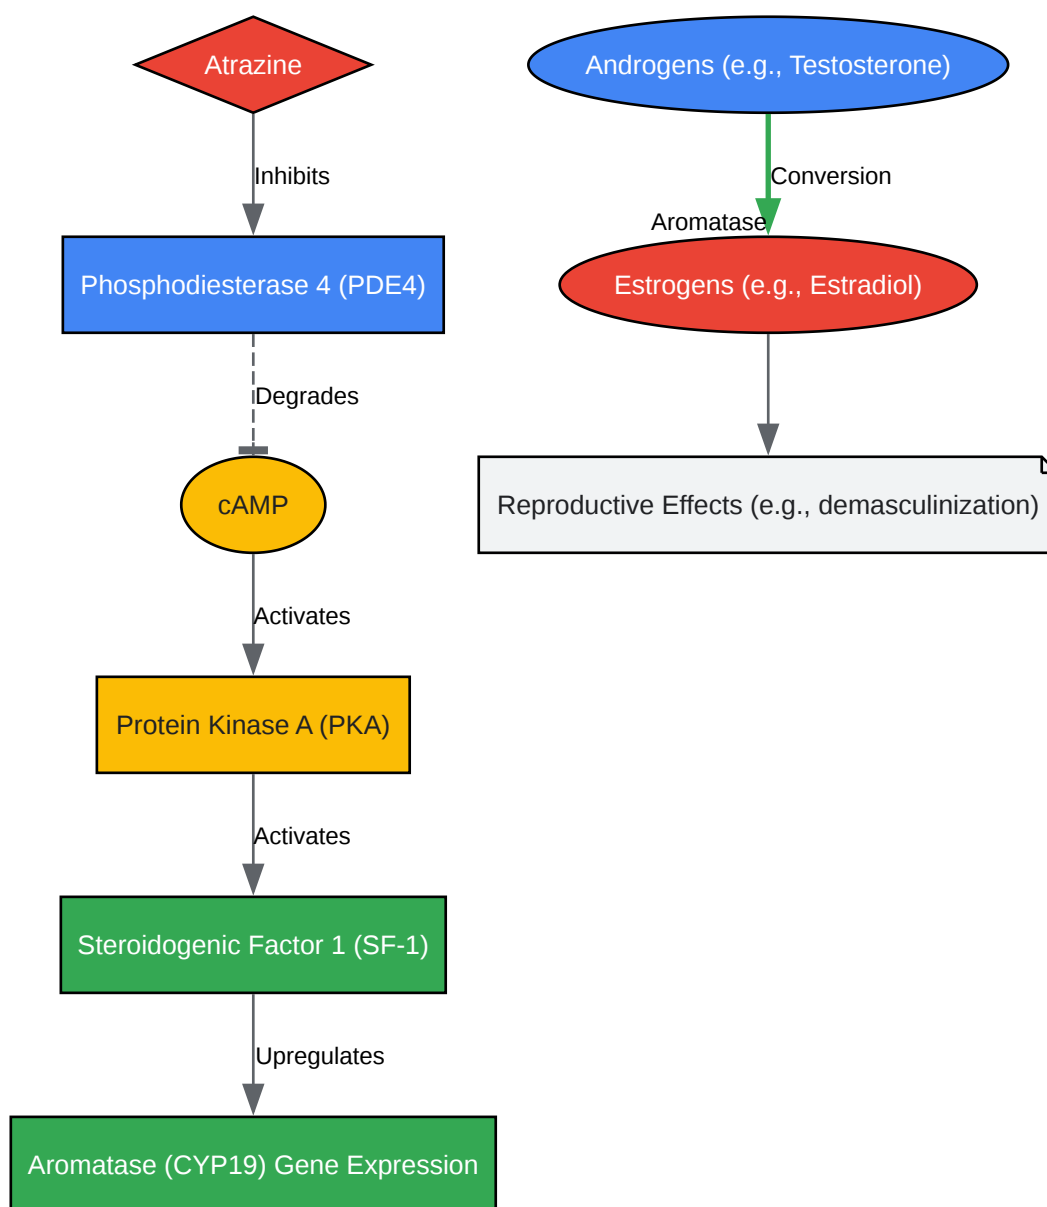 Atrazine
Androgens (e.g., Testosterone)
Inhibits
Conversion
Aromatase
Phosphodiesterase 4 (PDE4)
Estrogens (e.g., Estradiol)
Degrades
cAMP
Reproductive Effects (e.g., demasculinization)
Activates
Protein Kinase A (PKA)
Activates
Steroidogenic Factor 1 (SF-1)
Upregulates
Aromatase (CYP19) Gene Expression